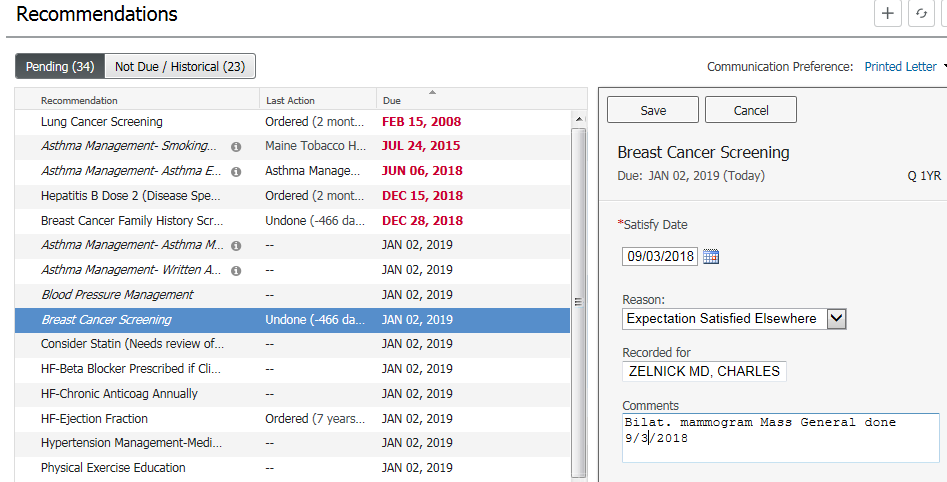 Recommendations
Pending (34) Not Due / Historical (23)
Communication Preference: Printed Letter
Recommendation Last Action Due
Lung Cancer Screening Ordered (2 mont... FEB 15, 2008
Asthma Management- Smoking... Maine Tobacco H... JUL 24, 2015
Asthma Management- Asthma E... Asthma Manage... JUN 06, 2018
Hepatitis B Dose 2 (Disease Spe... Ordered (2 mont... DEC 15, 2018
Breast Cancer Family History Scr... Undone (-466 da... DEC 28, 2018
Asthma Management- Asthma M... -- JAN 02, 2019
Asthma Management- Written A... -- JAN 02, 2019
Blood Pressure Management -- JAN 02, 2019
Breast Cancer Screening Undone (-466 da... JAN 02, 2019
Consider Statin (Needs review of... -- JAN 02, 2019
HF-Beta Blocker Prescribed if Cli... -- JAN 02, 2019
HF-Chronic Anticoag Annually -- JAN 02, 2019
HF-Ejection Fraction Ordered (7 years... JAN 02, 2019
Hypertension Management-Medi... -- JAN 02, 2019
Physical Exercise Education -- JAN 02, 2019
Save Cancel
Breast Cancer Screening
Due: JAN 02, 2019 (Today) Q 1YR
*Satisfy Date
09/03/2018
Reason:
Expectation Satisfied Elsewhere
Recorded for
ZELNICK MD, CHARLES
Comments
Bilat. mammogram Mass General done
9/3/2018